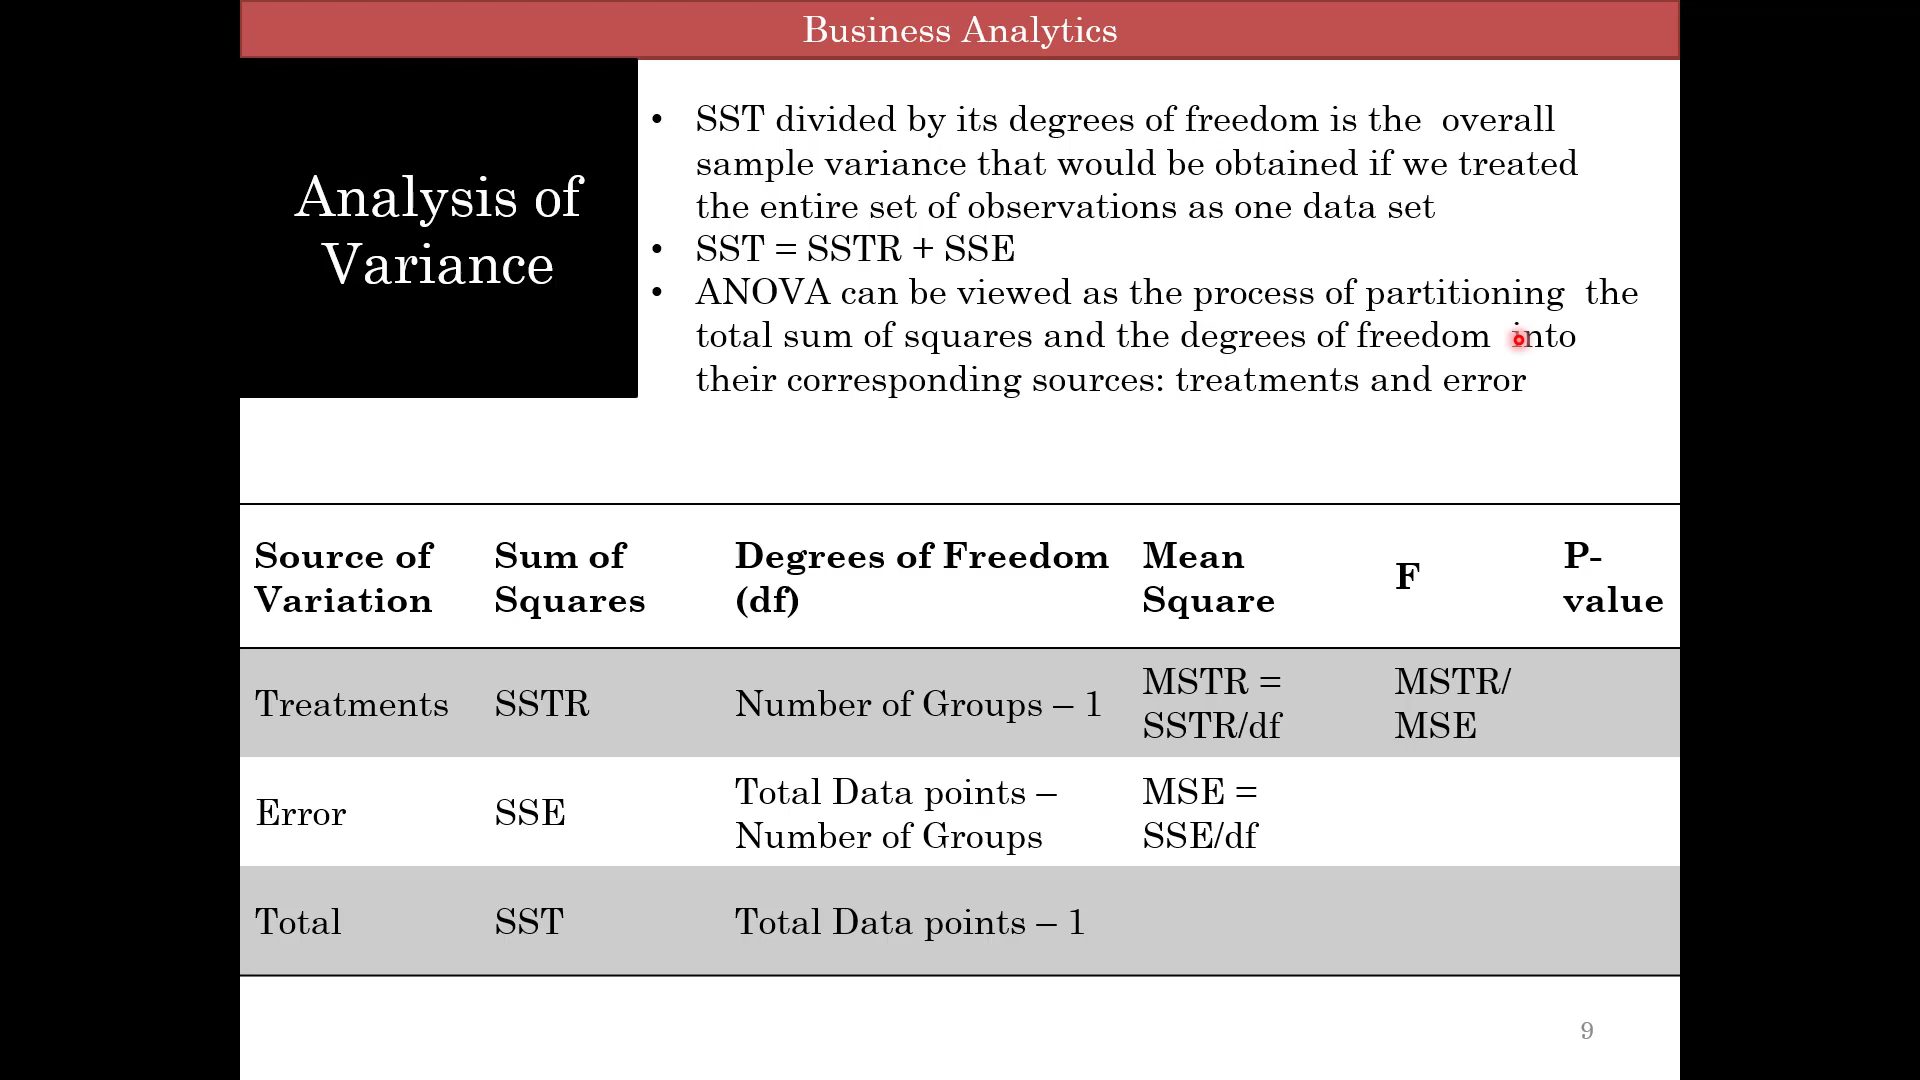 Business Analytics
Analysis of
Variance
• SST divided by its degrees of freedom is the overall
sample variance that would be obtained if we treated
the entire set of observations as one data set
• SST = SSTR + SSE
• ANOVA can be viewed as the process of partitioning the
total sum of squares and the degrees of freedom into
their corresponding sources: treatments and error
Source of Variation Sum of Squares Degrees of Freedom (df) Mean Square F P-value
Treatments SSTR Number of Groups – 1 MSTR = SSTR/df MSTR/ MSE
Error SSE Total Data points – Number of Groups MSE = SSE/df
Total SST Total Data points – 1
9